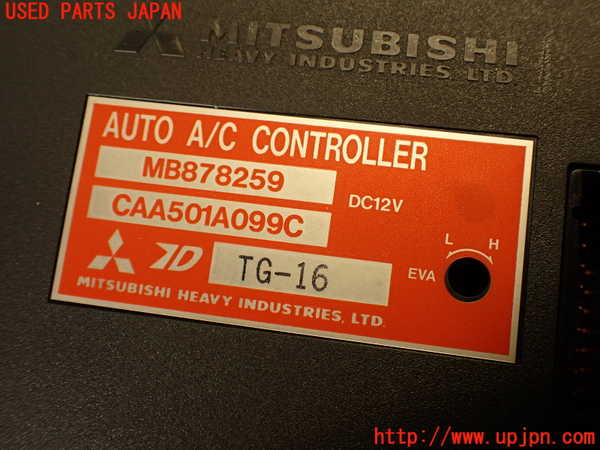 USED PARTS JAPAN
MITSUBISHI
HEAVY INDUSTRIES, LTD.
AUTO A/C CONTROLLER
MB878259
DC12V
CAA501A099C
L H
EVA
TG-16
MITSUBISHI HEAVY INDUSTRIES, LTD.
http://www.upjpn.com/